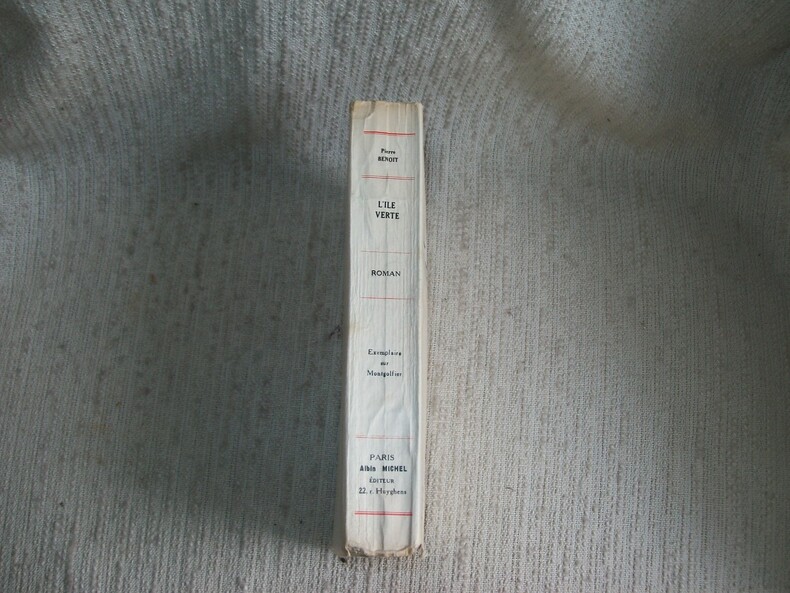 Pierre
BENOIT
L'ILE
VERTE
ROMAN
Exemplaire
sur
Montgolfier
PARIS
Albin MICHEL
ÉDITEUR
22, r. Huyghens